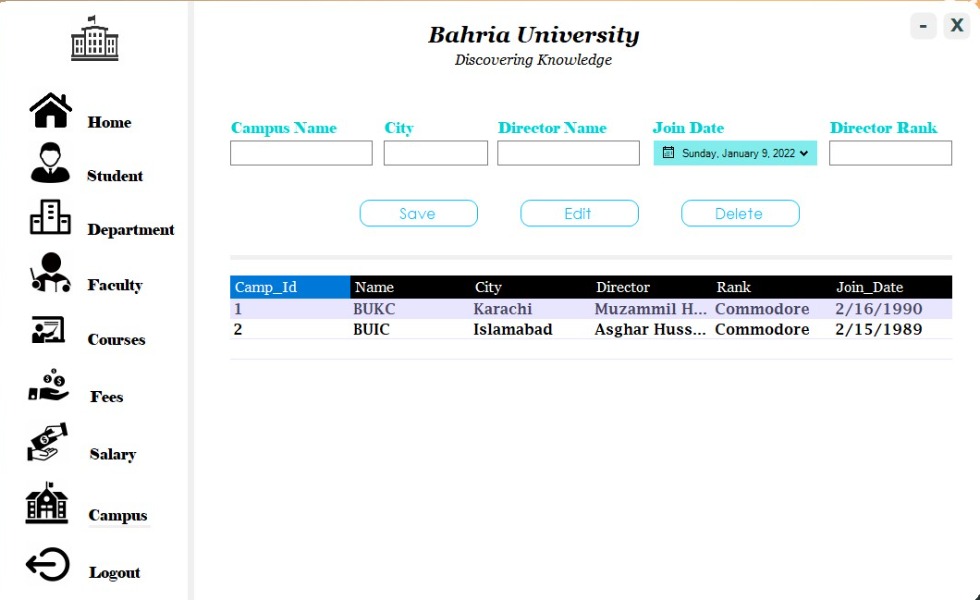 Bahria University
Discovering Knowledge
- X
Home
Student
Department
Faculty
Courses
Fees
Salary
Campus
Logout
Campus Name City Director Name Join Date Director Rank
Sunday, January 9, 2022
Save Edit Delete
Camp_Id Name City Director Rank Join_Date
1 BUKC Karachi Muzammil H... Commodore 2/16/1990
2 BUIC Islamabad Asghar Huss... Commodore 2/15/1989